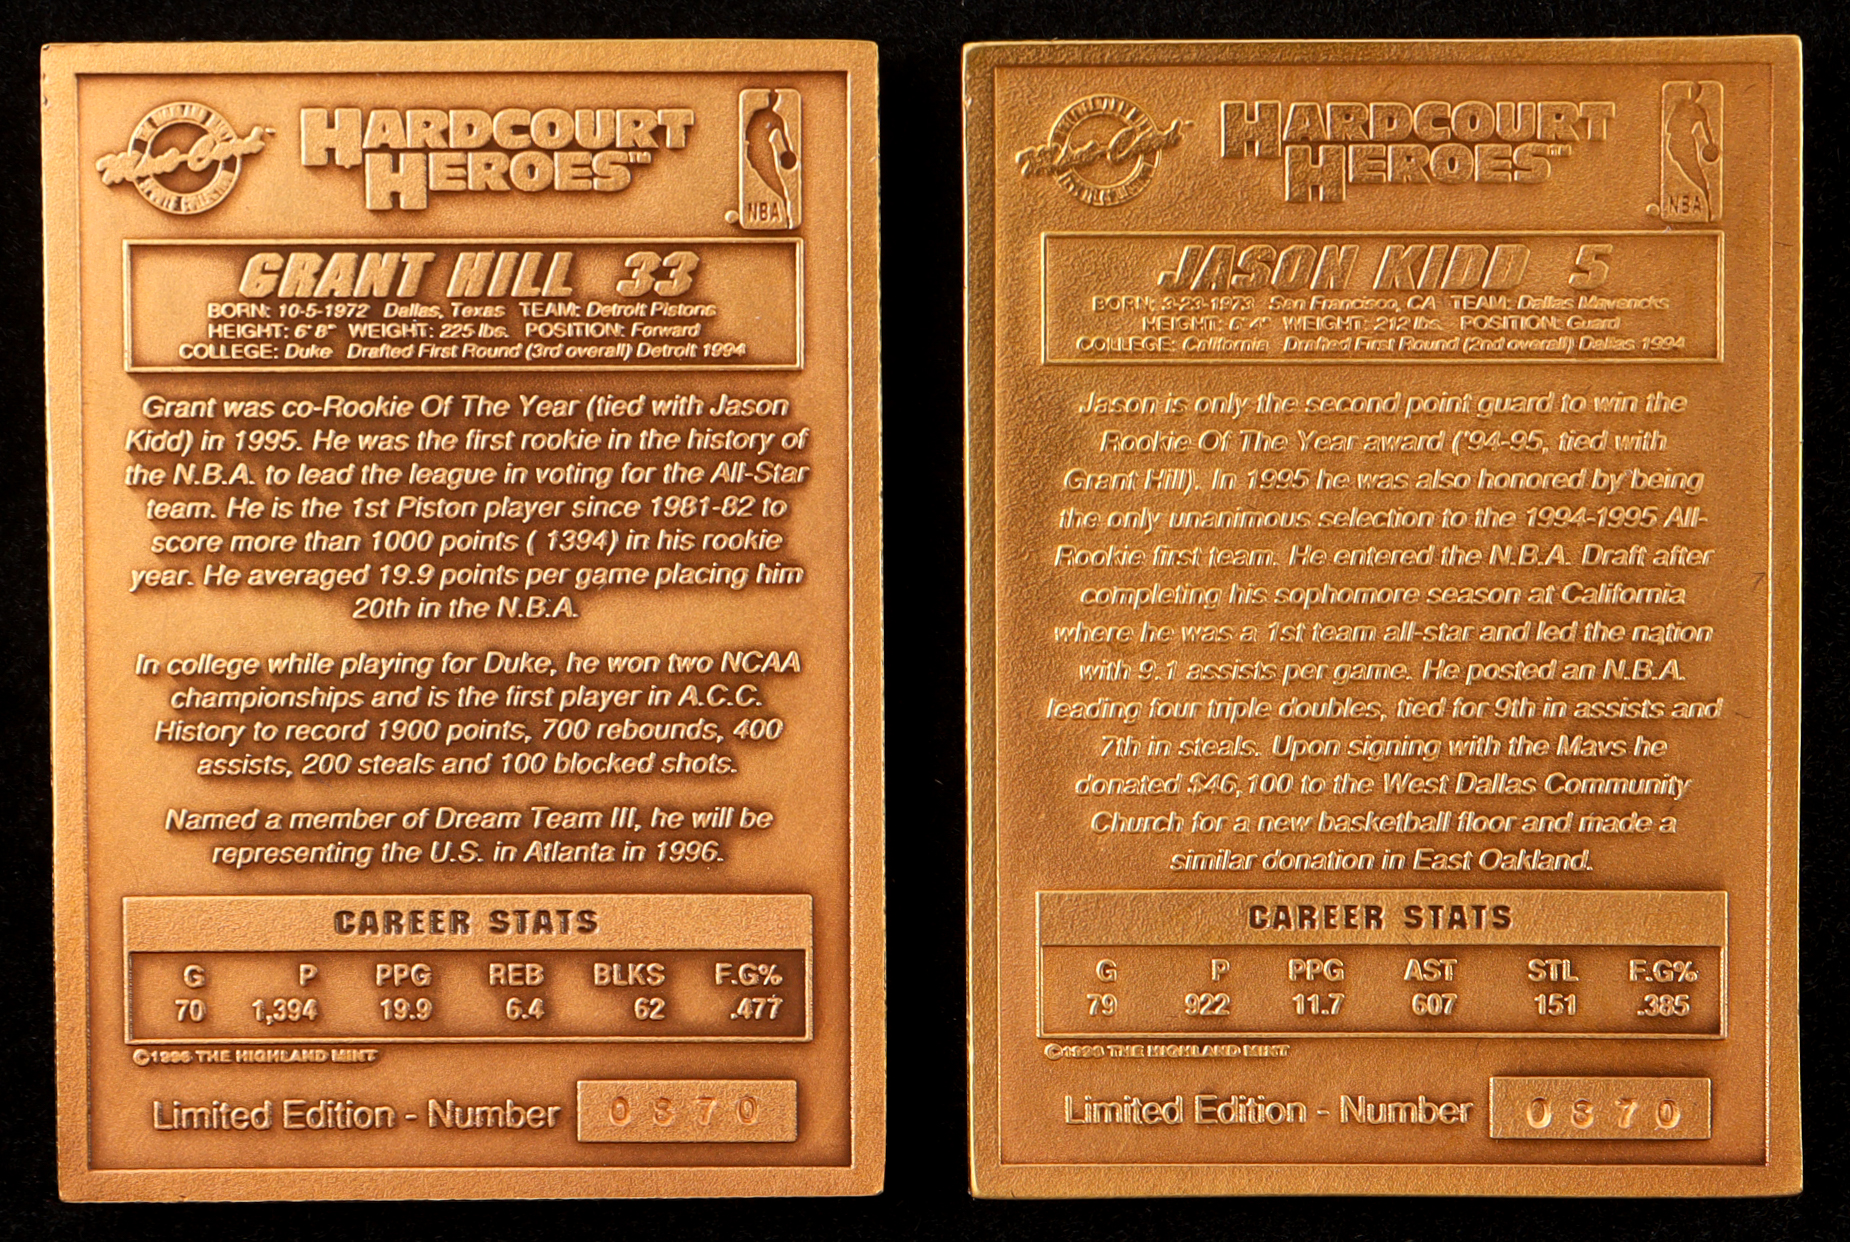 THE HIGHLAND MINT
Mint-Cards
SPORTS COLLECTION
HARDCOURT
HEROES™
NBA
GRANT HILL 33
BORN: 10-5-1972 Dallas, Texas TEAM: Detroit Pistons
HEIGHT: 6' 8" WEIGHT: 225 lbs. POSITION: Forward
COLLEGE: Duke Drafted First Round (3rd overall) Detroit 1994
Grant was co-Rookie Of The Year (tied with Jason
Kidd) in 1995. He was the first rookie in the history of
the N.B.A. to lead the league in voting for the All-Star
team. He is the 1st Piston player since 1981-82 to
score more than 1000 points ( 1394) in his rookie
year. He averaged 19.9 points per game placing him
20th in the N.B.A.
In college while playing for Duke, he won two NCAA
championships and is the first player in A.C.C.
History to record 1900 points, 700 rebounds, 400
assists, 200 steals and 100 blocked shots.
Named a member of Dream Team III, he will be
representing the U.S. in Atlanta in 1996.
CAREER STATS
G P PPG REB BLKS F.G%
70 1,394 19.9 6.4 62 .477
©1996 THE HIGHLAND MINT
Limited Edition - Number 0370
HARDCOURT
HEROES™
NBA
JASON KIDD 5
BORN: 3-23-1973 San Francisco, CA TEAM: Dallas Mavericks
HEIGHT: 6' 4" WEIGHT: 212 lbs. POSITION: Guard
COLLEGE: California Drafted First Round (2nd overall) Dallas 1994
Jason is only the second point guard to win the
Rookie Of The Year award ('94-95, tied with
Grant Hill). In 1995 he was also honored by being
the only unanimous selection to the 1994-1995 All-
Rookie first team. He entered the N.B.A. Draft after
completing his sophomore season at California
where he was a 1st team all-star and led the nation
with 9.1 assists per game. He posted an N.B.A.
leading four triple doubles, tied for 9th in assists and
7th in steals. Upon signing with the Mavs he
donated $46,100 to the West Dallas Community
Church for a new basketball floor and made a
similar donation in East Oakland.
CAREER STATS
G P PPG AST STL F.G%
79 922 11.7 607 151 .385
©1996 THE HIGHLAND MINT
Limited Edition - Number 0370